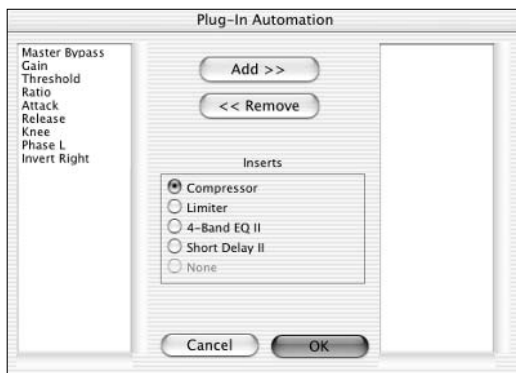 Plug-In Automation
Master Bypass
Gain
Threshold
Ratio
Attack
Release
Knee
Phase L
Invert Right
Add >>
<< Remove
Inserts
Compressor
Limiter
4-Band EQ II
Short Delay II
None
Cancel
OK